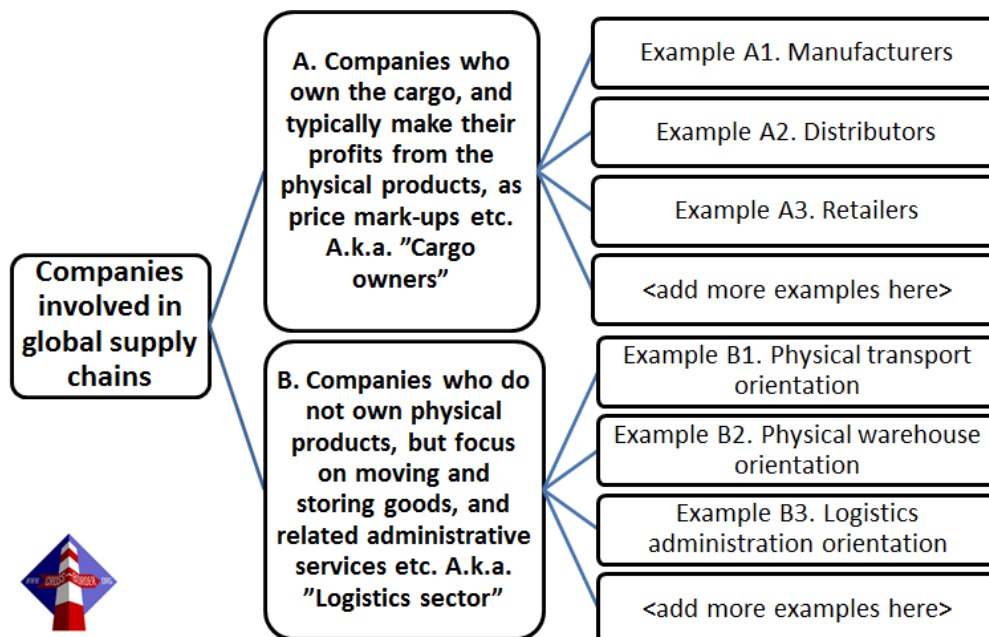 Companies
involved in
global supply
chains
A. Companies who
own the cargo, and
typically make their
profits from the
physical products, as
price mark-ups etc.
A.k.a. ”Cargo
owners”
Example A1. Manufacturers
Example A2. Distributors
Example A3. Retailers
<add more examples here>
B. Companies who do
not own physical
products, but focus
on moving and
storing goods, and
related administrative
services etc. A.k.a.
”Logistics sector”
Example B1. Physical transport
orientation
Example B2. Physical warehouse
orientation
Example B3. Logistics
administration orientation
<add more examples here>
WWW. CROSS-BORDER .ORG